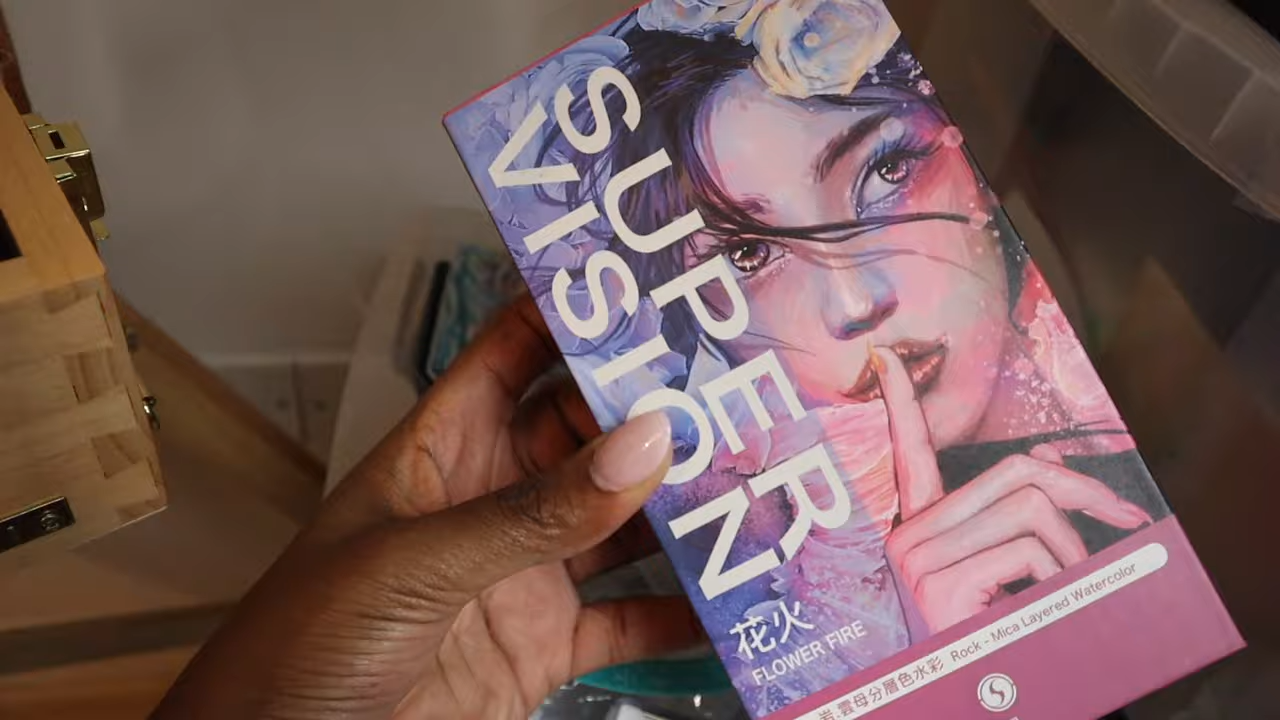 SUPER
VISION
花火
FLOWER FIRE
岩.雲母分層色水彩 Rock - Mica Layered Watercolor